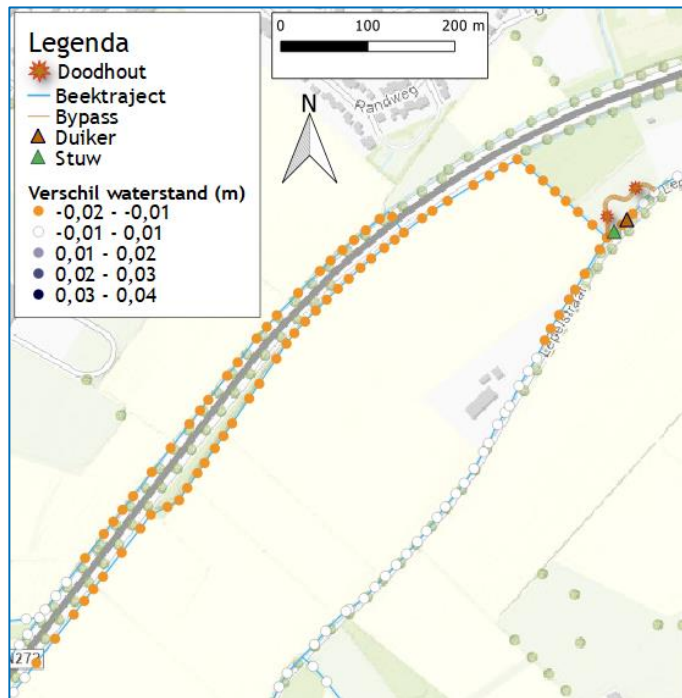 Legenda
Doodhout
Beektraject
Bypass
Duiker
Stuw
Verschil waterstand (m)
-0,02 - -0,01
-0,01 - 0,01
0,01 - 0,02
0,02 - 0,03
0,03 - 0,04
0 100 200 m
N
Randweg
Lepelstraat